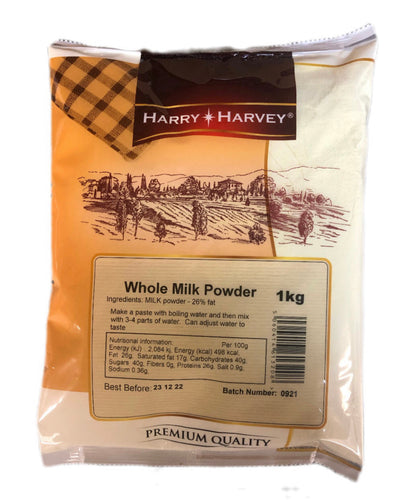 HARRY HARVEY®
Whole Milk Powder 1kg
Ingredients: MILK powder - 26% fat
Make a paste with boiling water and then mix
with 3-4 parts of water. Can adjust water to
taste
Nutrisonal information: Per 100g
Energy (kJ) 2,084 kj, Energy (kcal) 498 kcal,
Fat 26g, Saturated fat 17g. Carbohydrates 40g,
Sugars 40g, Fibers 0g, Proteins 26g, Salt 0.9g,
Sodium 0.36g,
Best Before: 23 12 22 Batch Number: 0921
PREMIUM QUALITY